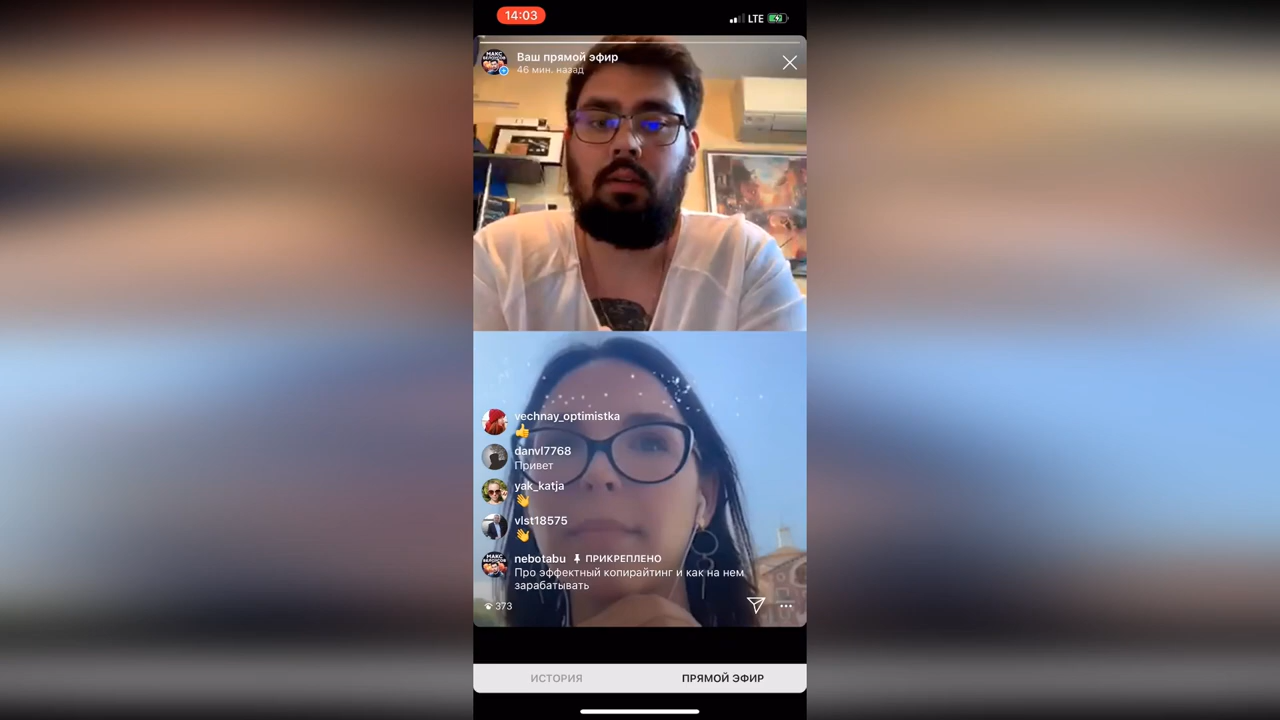 14:03
LTE
Ваш прямой эфир
46 мин. назад
vechnay_optimistka
danvl7768
Привет
yak_katja
vlst18575
nebotabu ПРИКРЕПЛЕНО
Про эффектный копирайтинг и как на нем
зарабатывать
373
ИСТОРИЯ
ПРЯМОЙ ЭФИР